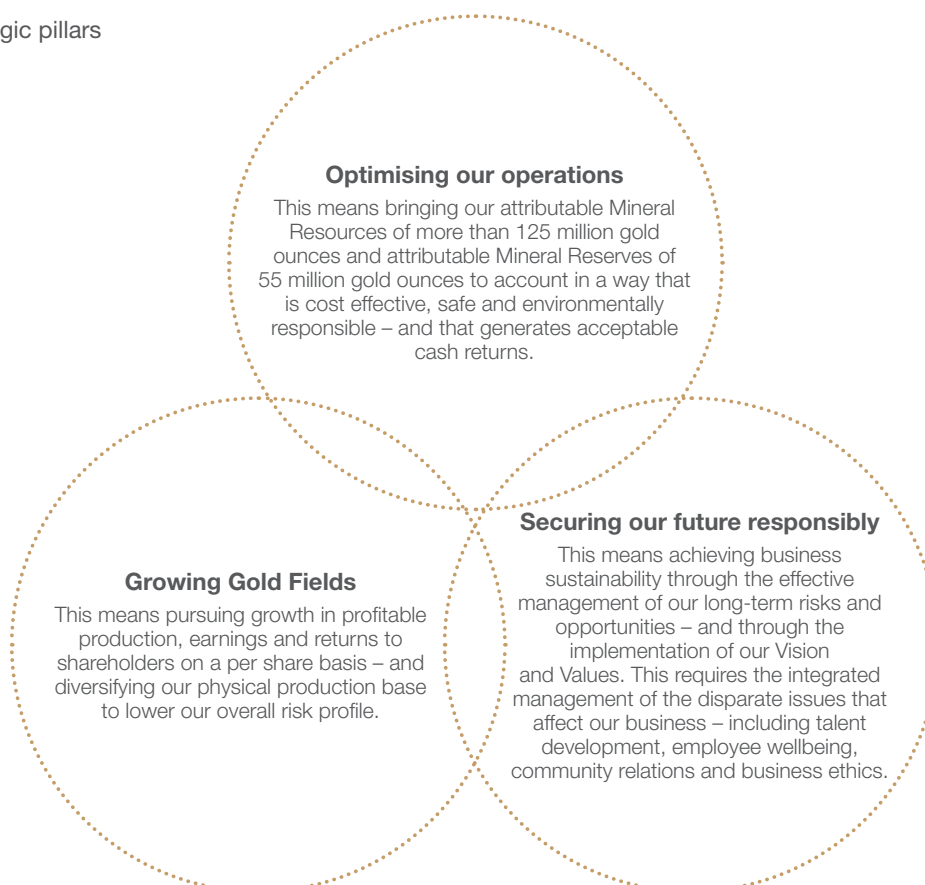 gic pillars
Optimising our operations
This means bringing our attributable Mineral
Resources of more than 125 million gold
ounces and attributable Mineral Reserves of
55 million gold ounces to account in a way that
is cost effective, safe and environmentally
responsible – and that generates acceptable
cash returns.
Growing Gold Fields
This means pursuing growth in profitable
production, earnings and returns to
shareholders on a per share basis – and
diversifying our physical production base
to lower our overall risk profile.
Securing our future responsibly
This means achieving business
sustainability through the effective
management of our long-term risks and
opportunities – and through the
implementation of our Vision
and Values. This requires the integrated
management of the disparate issues that
affect our business – including talent
development, employee wellbeing,
community relations and business ethics.